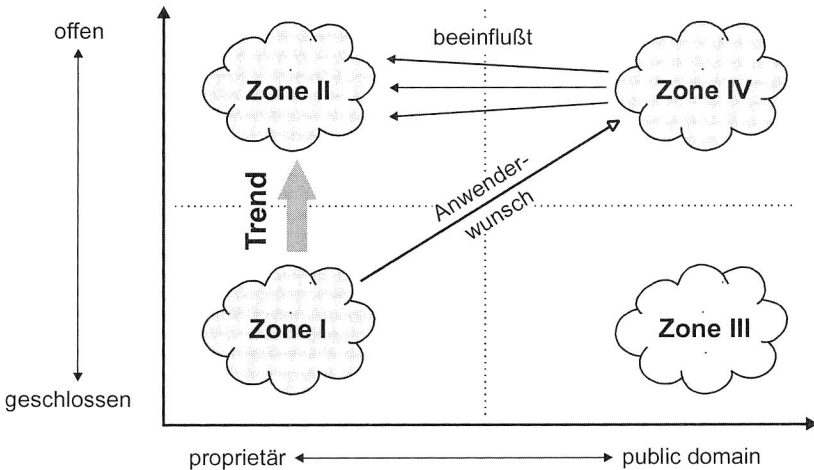 offen
beeinflußt
Zone II
Zone IV
Trend
Anwender-
wunsch
Zone I
Zone III
geschlossen
proprietär
public domain